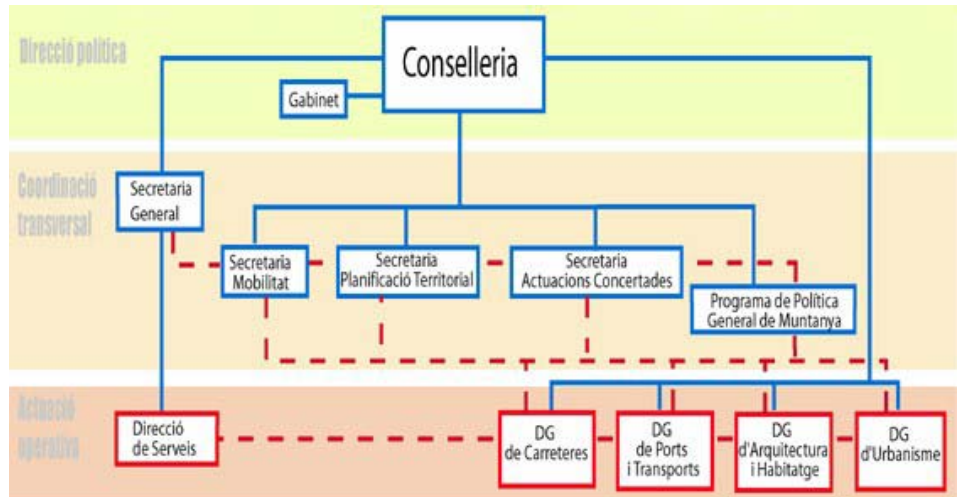 Direcció política
Conselleria
Gabinet
Coordinació
transversal
Secretaria
General
Secretaria
Mobilitat
Secretaria
Planificació Territorial
Secretaria
Actuacions Concertades
Programa de Política
General de Muntanya
Actuació
operativa
Direcció
de Serveis
DG
de Carreteres
DG
de Ports
i Transports
DG
d'Arquitectura
i Habitatge
DG
d'Urbanisme